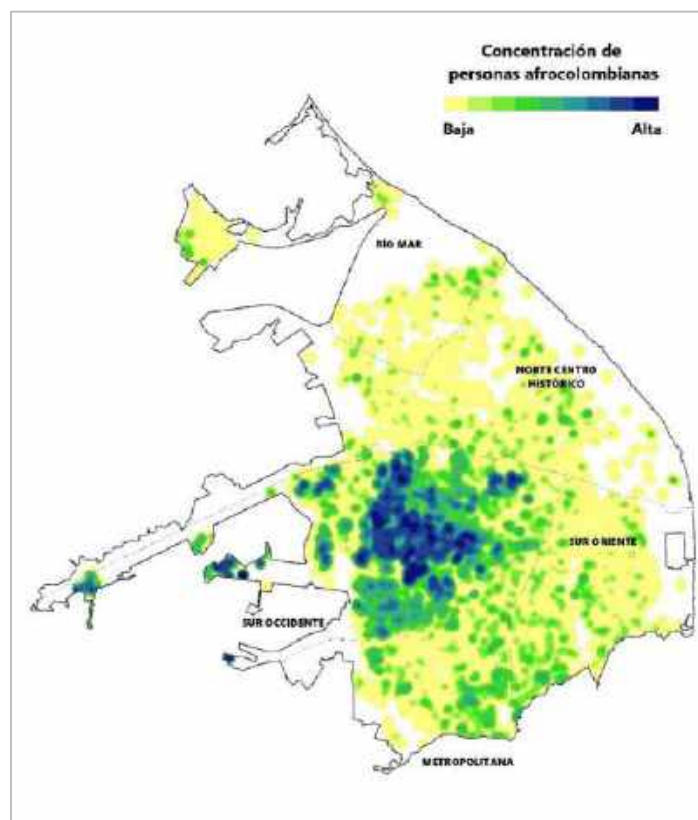 Concentración de
personas afrocolombianas
Baja
Alta
RÍO MAR
NORTE CENTRO
HISTÓRICO
SUR ORIENTE
SUR OCCIDENTE
METROPOLITANA